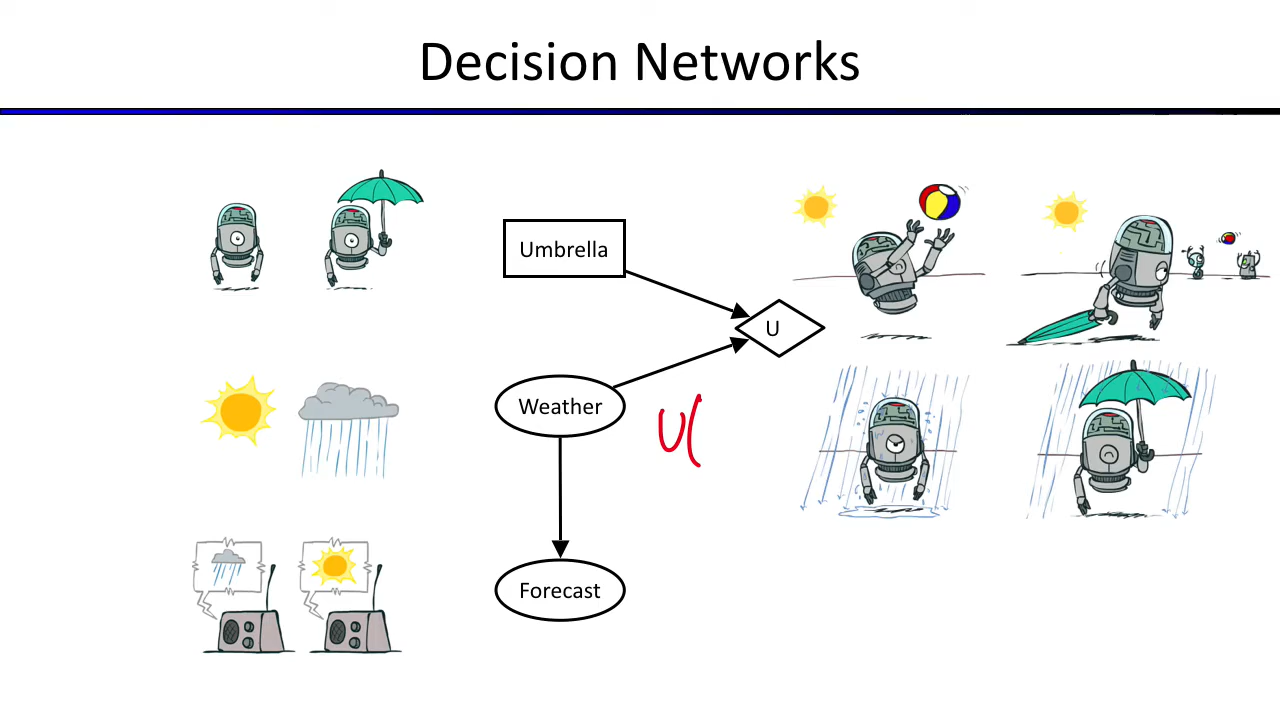 Decision Networks
Umbrella
U
Weather
U(
Forecast